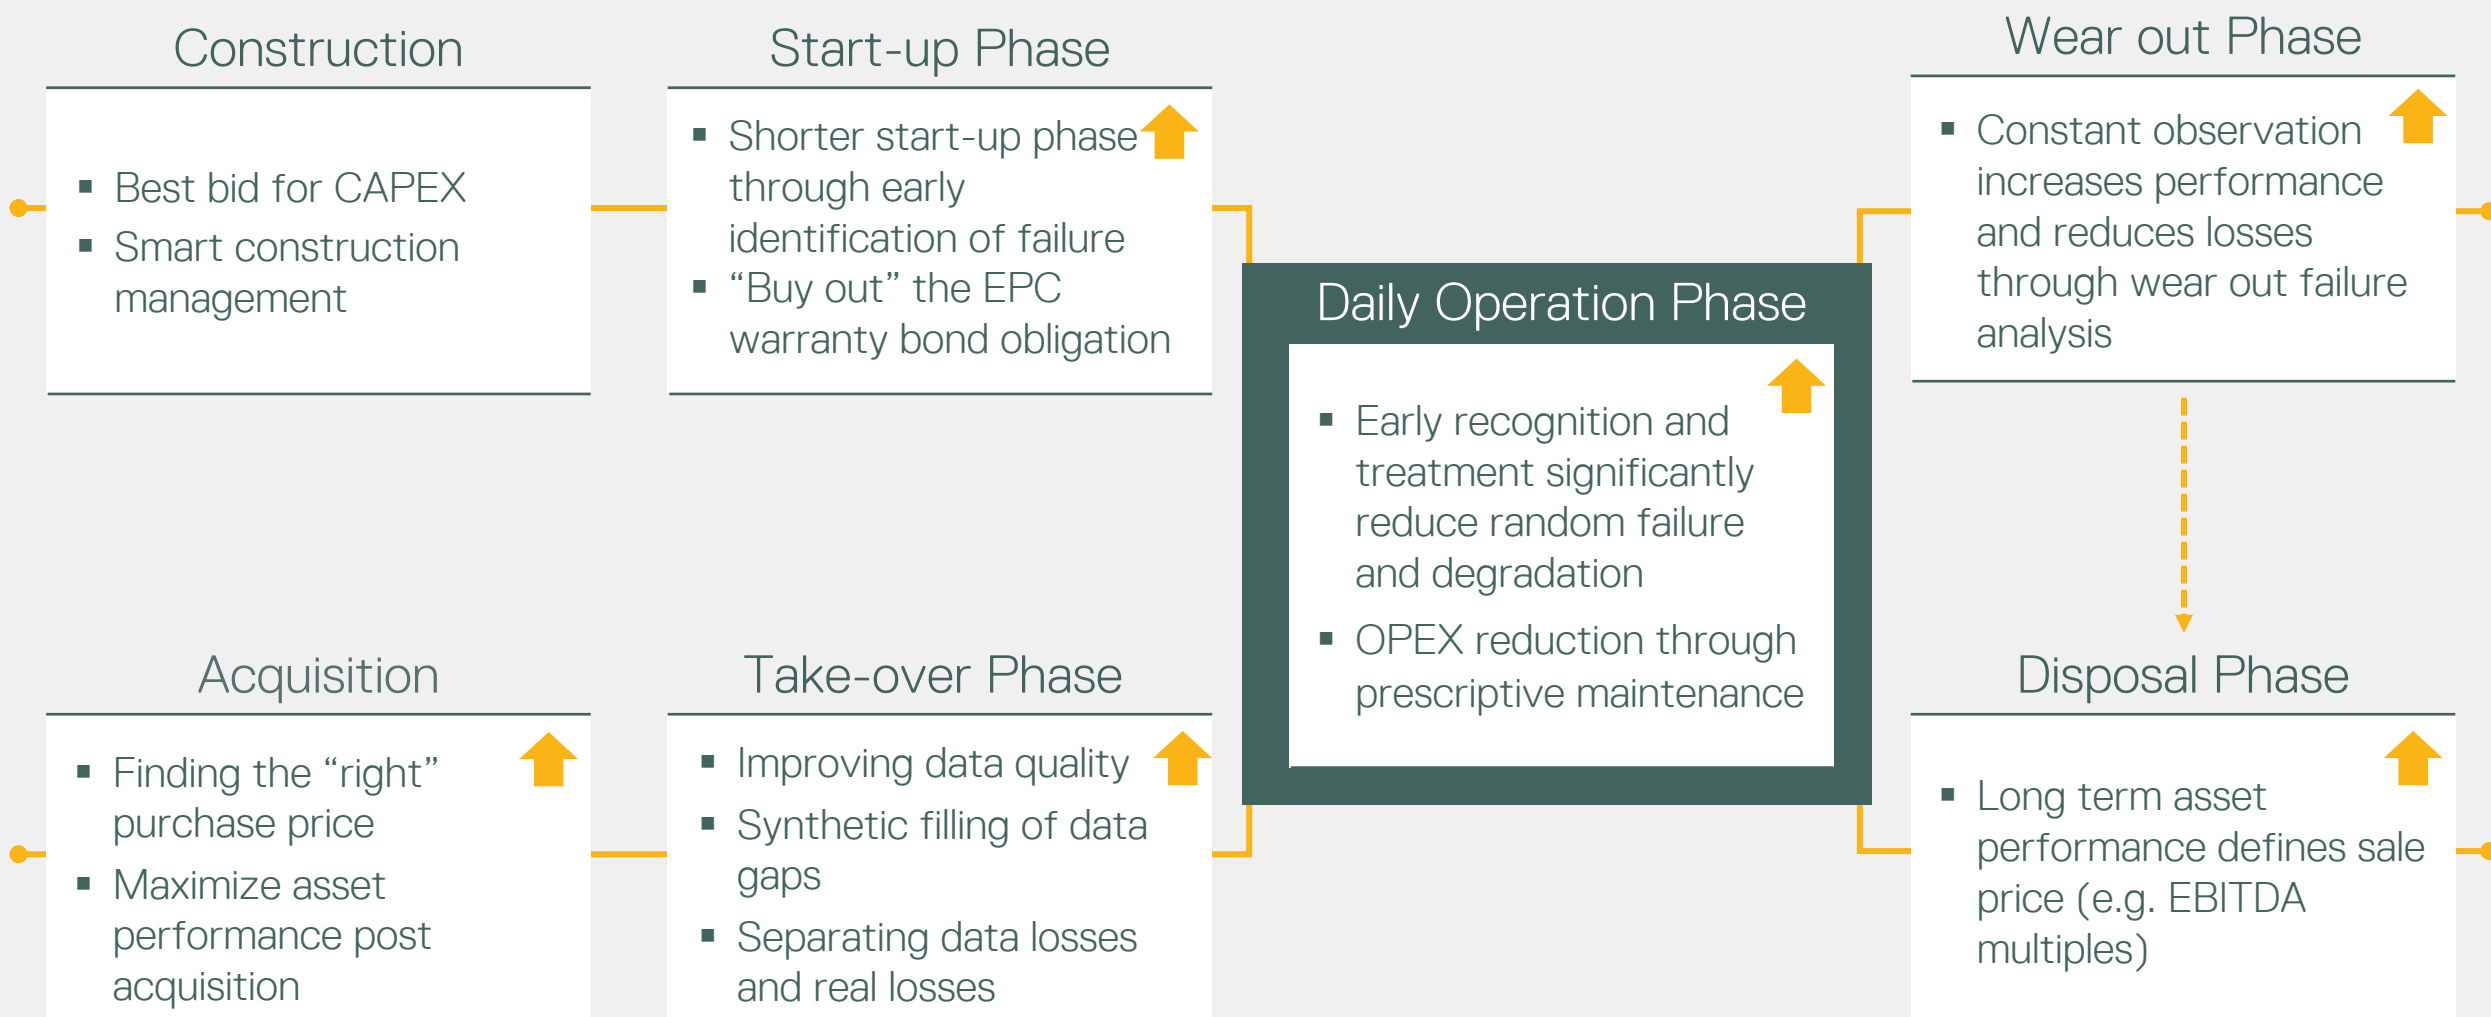 Construction
▪ Best bid for CAPEX
▪ Smart construction
management
Start-up Phase
▪ Shorter start-up phase
through early
identification of failure
▪ “Buy out” the EPC
warranty bond obligation
Daily Operation Phase
▪ Early recognition and
treatment significantly
reduce random failure
and degradation
▪ OPEX reduction through
prescriptive maintenance
Wear out Phase
▪ Constant observation
increases performance
and reduces losses
through wear out failure
analysis
Acquisition
▪ Finding the “right”
purchase price
▪ Maximize asset
performance post
acquisition
Take-over Phase
▪ Improving data quality
▪ Synthetic filling of data
gaps
▪ Separating data losses
and real losses
Disposal Phase
▪ Long term asset
performance defines sale
price (e.g. EBITDA
multiples)